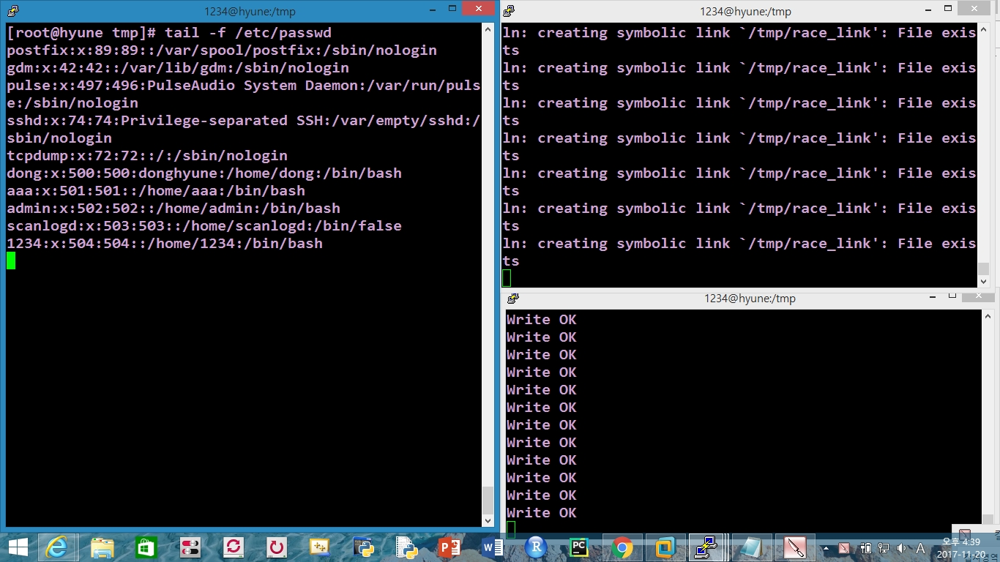 1234@hyune:/tmp
[root@hyune tmp]# tail -f /etc/passwd
postfix:x:89:89::/var/spool/postfix:/sbin/nologin
gdm:x:42:42::/var/lib/gdm:/sbin/nologin
pulse:x:497:496:PulseAudio System Daemon:/var/run/puls
e:/sbin/nologin
sshd:x:74:74:Privilege-separated SSH:/var/empty/sshd:/
sbin/nologin
tcpdump:x:72:72::/:/sbin/nologin
dong:x:500:500:donghyune:/home/dong:/bin/bash
aaa:x:501:501::/home/aaa:/bin/bash
admin:x:502:502::/home/admin:/bin/bash
scanlogd:x:503:503::/home/scanlogd:/bin/false
1234:x:504:504::/home/1234:/bin/bash
1234@hyune:/tmp
ln: creating symbolic link `/tmp/race_link': File exis
ts
ln: creating symbolic link `/tmp/race_link': File exis
ts
ln: creating symbolic link `/tmp/race_link': File exis
ts
ln: creating symbolic link `/tmp/race_link': File exis
ts
ln: creating symbolic link `/tmp/race_link': File exis
ts
ln: creating symbolic link `/tmp/race_link': File exis
ts
ln: creating symbolic link `/tmp/race_link': File exis
ts
1234@hyune:/tmp
Write OK
Write OK
Write OK
Write OK
Write OK
Write OK
Write OK
Write OK
Write OK
Write OK
Write OK
Write OK
A
오후 4:39
2017-11-20